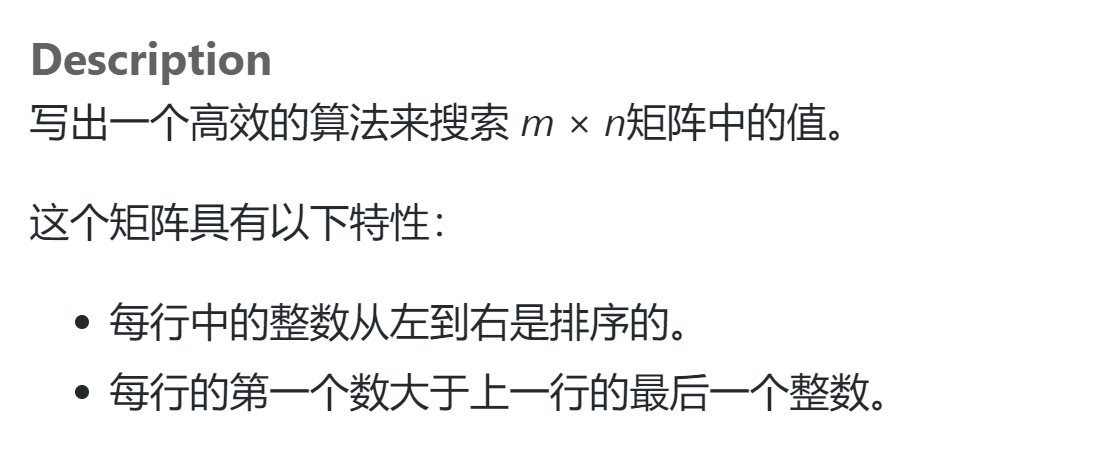 Description
写出一个高效的算法来搜索 m × n矩阵中的值。
这个矩阵具有以下特性：
• 每行中的整数从左到右是排序的。
• 每行的第一个数大于上一行的最后一个整数。